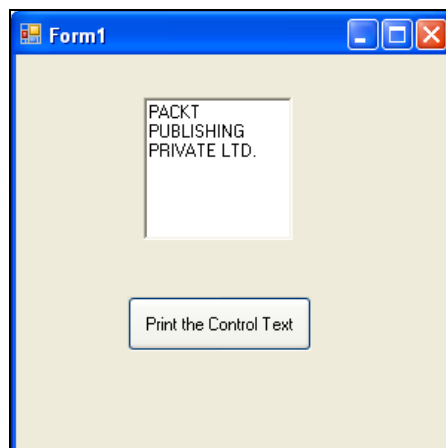 Form1
PACKT
PUBLISHING
PRIVATE LTD.
Print the Control Text